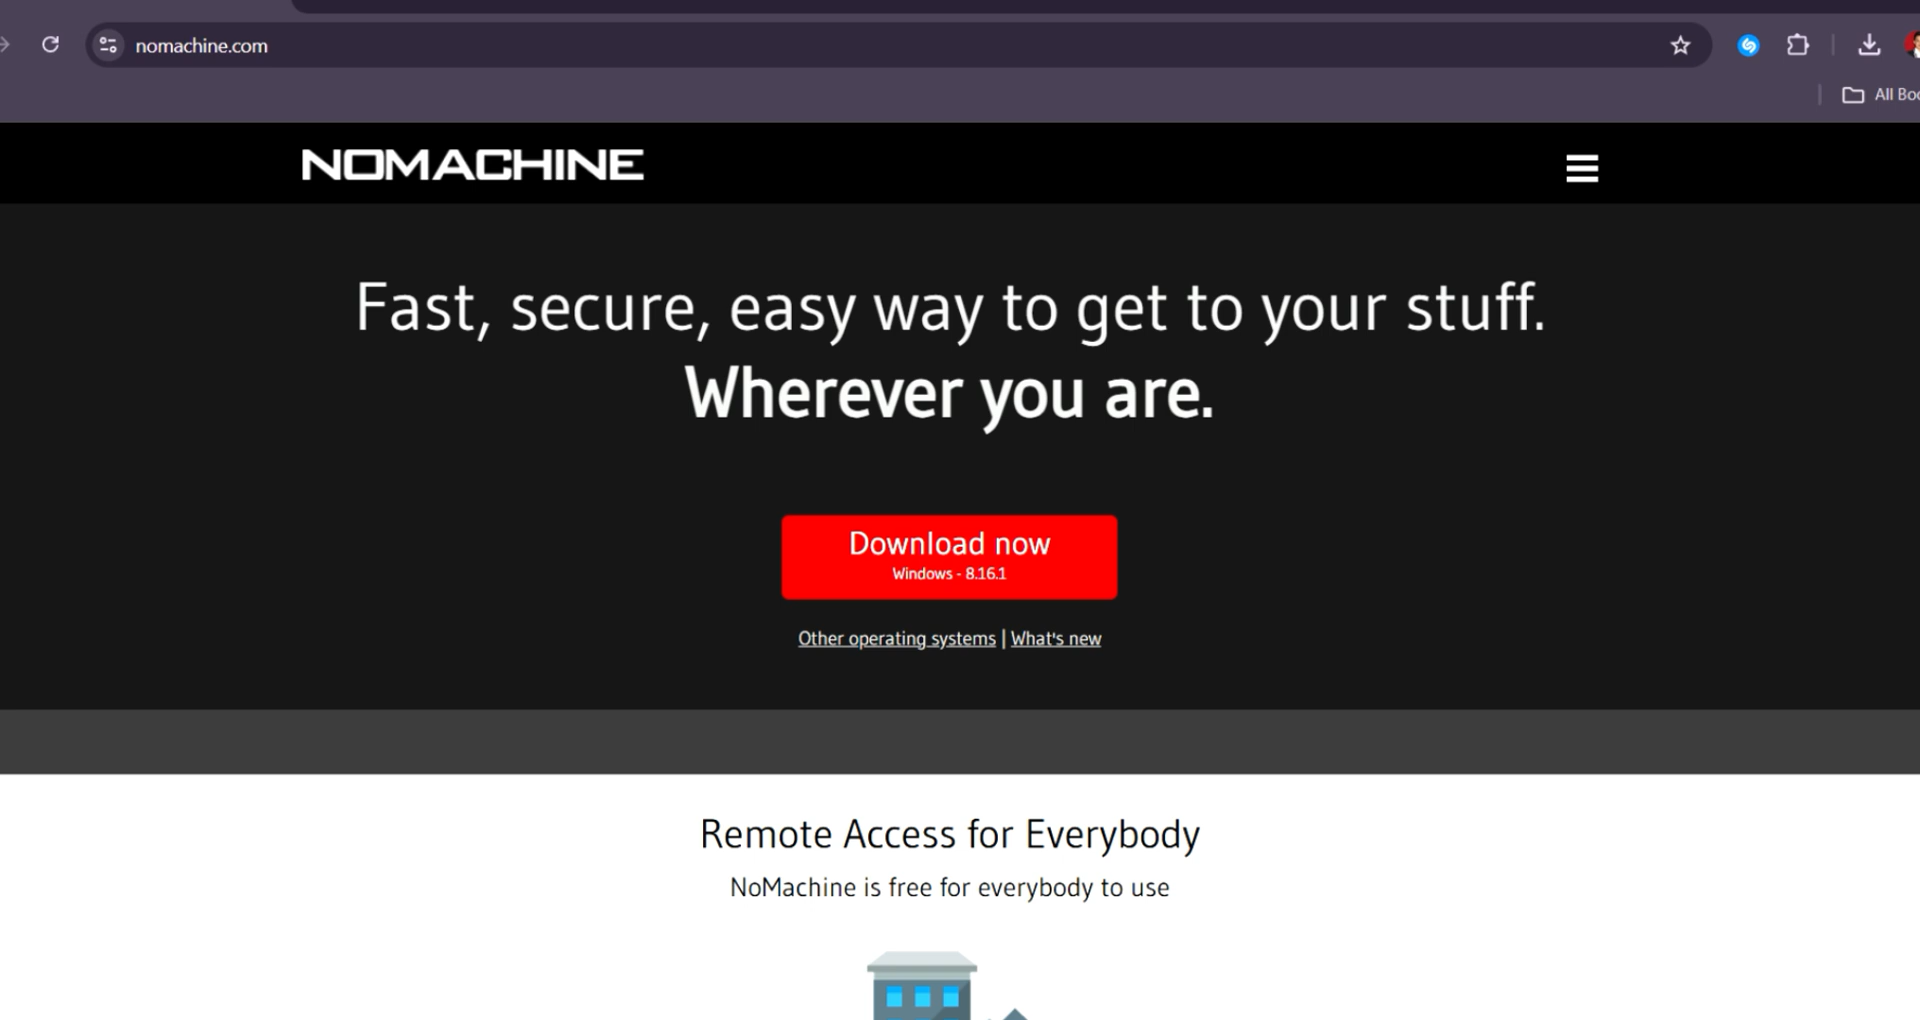 nomachine.com
All Boo
NOMACHINE
Fast, secure, easy way to get to your stuff.
Wherever you are.
Download now
Windows - 8.16.1
Other operating systems | What's new
Remote Access for Everybody
NoMachine is free for everybody to use